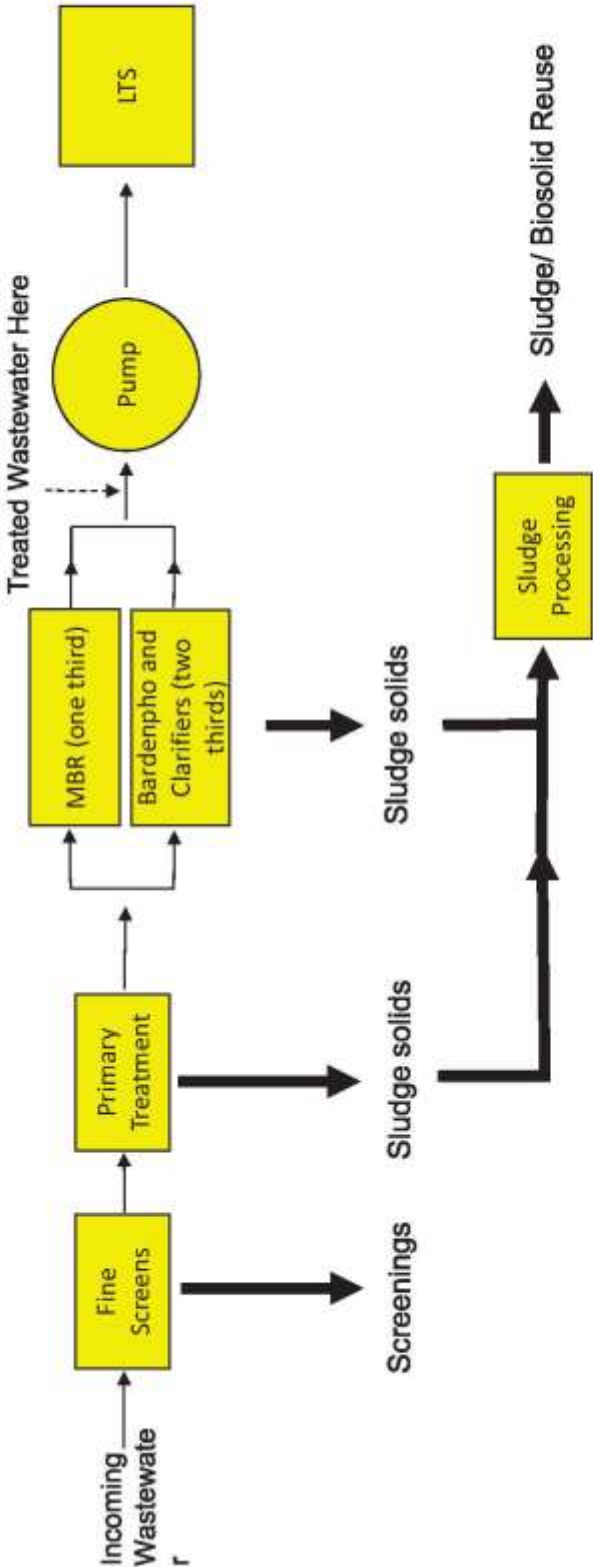 Incoming
Wastewate
r
Fine
Screens
Primary
Treatment
MBR (one third)
Bardenpho and
Clarifiers (two
thirds)
Treated Wastewater Here
Pump
LTS
Screenings
Sludge solids
Sludge solids
Sludge
Processing
Sludge/ Biosolid Reuse